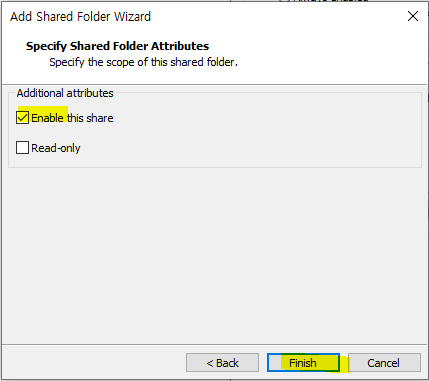 Add Shared Folder Wizard
Specify Shared Folder Attributes
Specify the scope of this shared folder.
Additional attributes
Enable this share
Read-only
< Back
Finish
Cancel